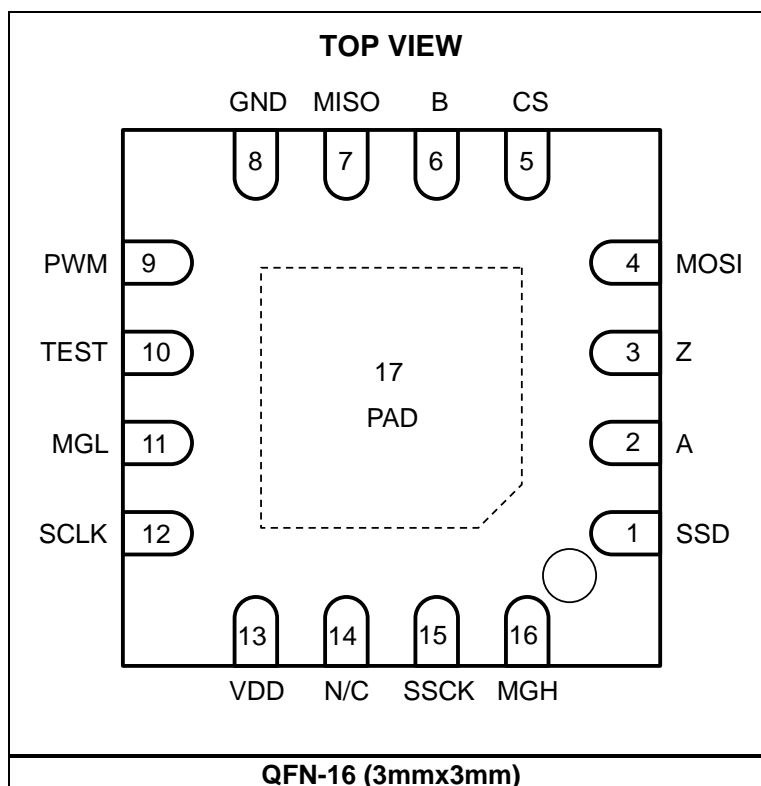 TOP VIEW
GND MISO B CS
8 7 6 5
PWM 9 4 MOSI
TEST 10 3 Z
17
PAD
MGL 11 2 A
SCLK 12 1 SSD
13 14 15 16
VDD N/C SSCK MGH
QFN-16 (3mmx3mm)